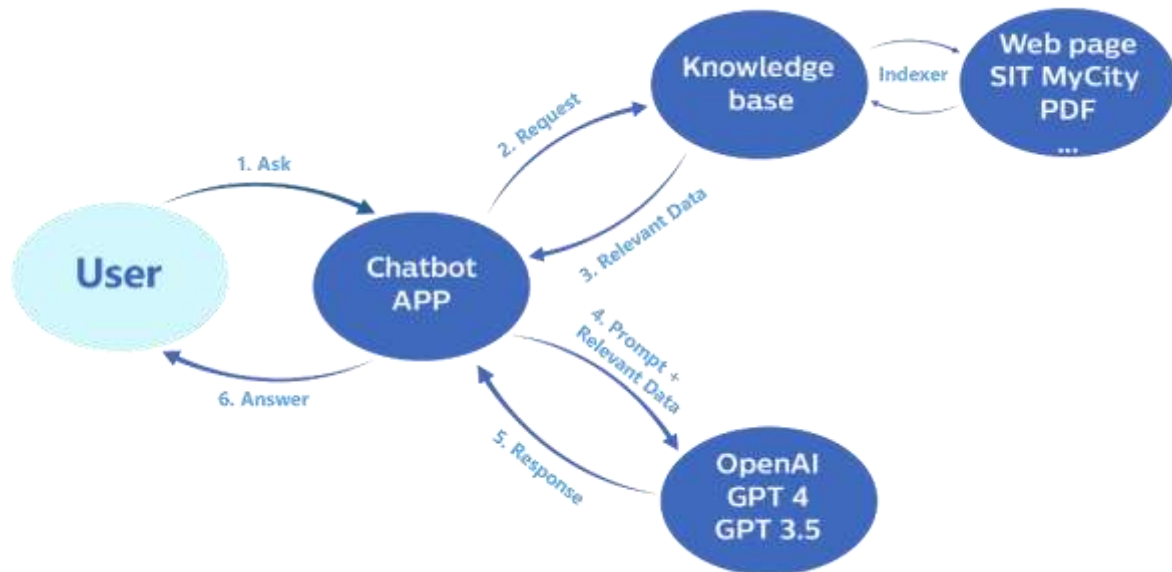 1. Ask
User
Chatbot
APP
6. Answer
2. Request
3. Relevant Data
Knowledge
base
Indexer
Web page
SIT MyCity
PDF
...
4. Prompt +
Relevant Data
5. Response
OpenAI
GPT 4
GPT 3.5